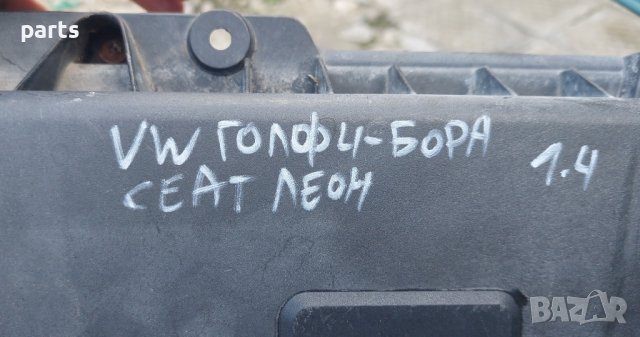 parts
VW ГОЛФ4-БОРА 1.4
СЕАТ ЛЕОН
BAZAR